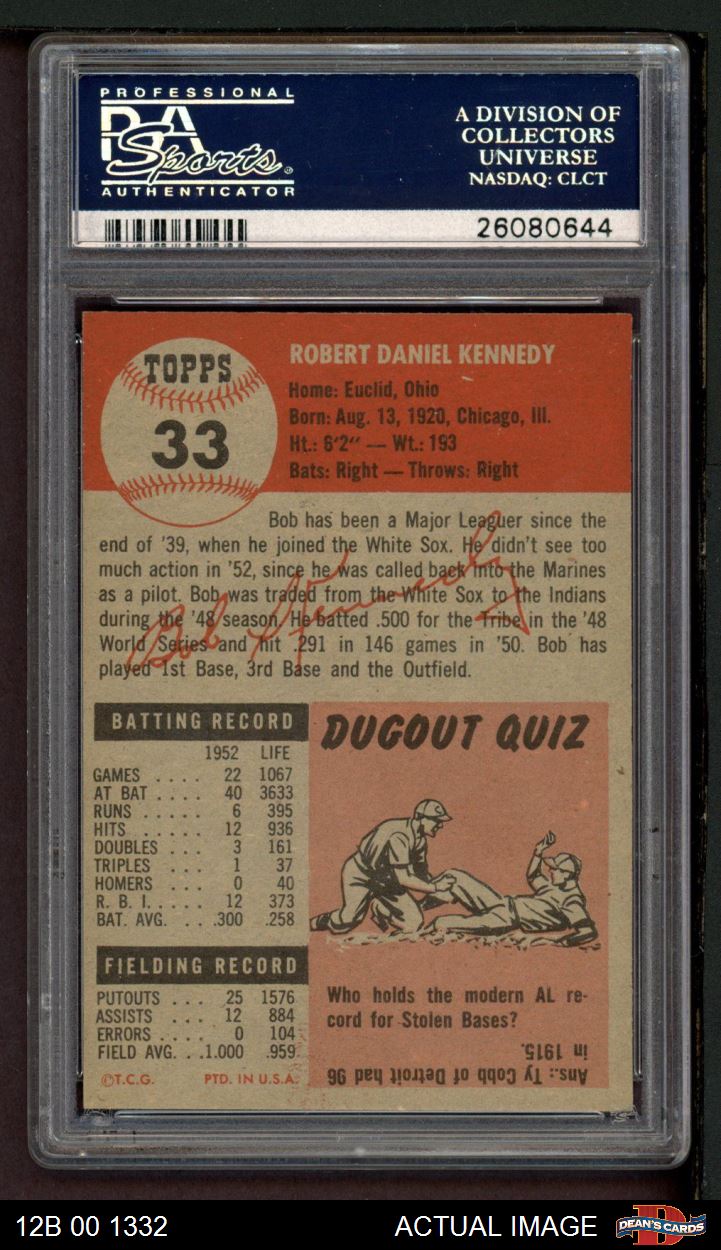 PROFESSIONAL
PSA
Sports®
AUTHENTICATOR
A DIVISION OF
COLLECTORS
UNIVERSE
NASDAQ: CLCT
26080644
TOPPS
33
ROBERT DANIEL KENNEDY
Home: Euclid, Ohio
Born: Aug. 13, 1920, Chicago, Ill.
Ht.: 6'2" — Wt.: 193
Bats: Right — Throws: Right
Bob has been a Major Leaguer since the
end of '39, when he joined the White Sox. He didn't see too
much action in '52, since he was called back into the Marines
as a pilot. Bob was traded from the White Sox to the Indians
during the '48 season. He batted .500 for the Tribe in the '48
World Series and hit .291 in 146 games in '50. Bob has
played 1st Base, 3rd Base and the Outfield.
Bob Kennedy
BATTING RECORD
1952 LIFE
GAMES .... 22 1067
AT BAT .... 40 3633
RUNS ..... 6 395
HITS ..... 12 936
DOUBLES ... 3 161
TRIPLES ... 1 37
HOMERS ... 0 40
R. B. I. .... 12 373
BAT. AVG. ... .300 .258
FIELDING RECORD
PUTOUTS ... 25 1576
ASSISTS ... 12 884
ERRORS .... 0 104
FIELD AVG. ..1.000 .959
©T.C.G. PTD. IN U.S.A.
DUGOUT QUIZ
Who holds the modern AL re-
cord for Stolen Bases?
Ans.: Ty Cobb of Detroit had 96
in 1915.
12B 00 1332
ACTUAL IMAGE
D
DEAN'S CARDS